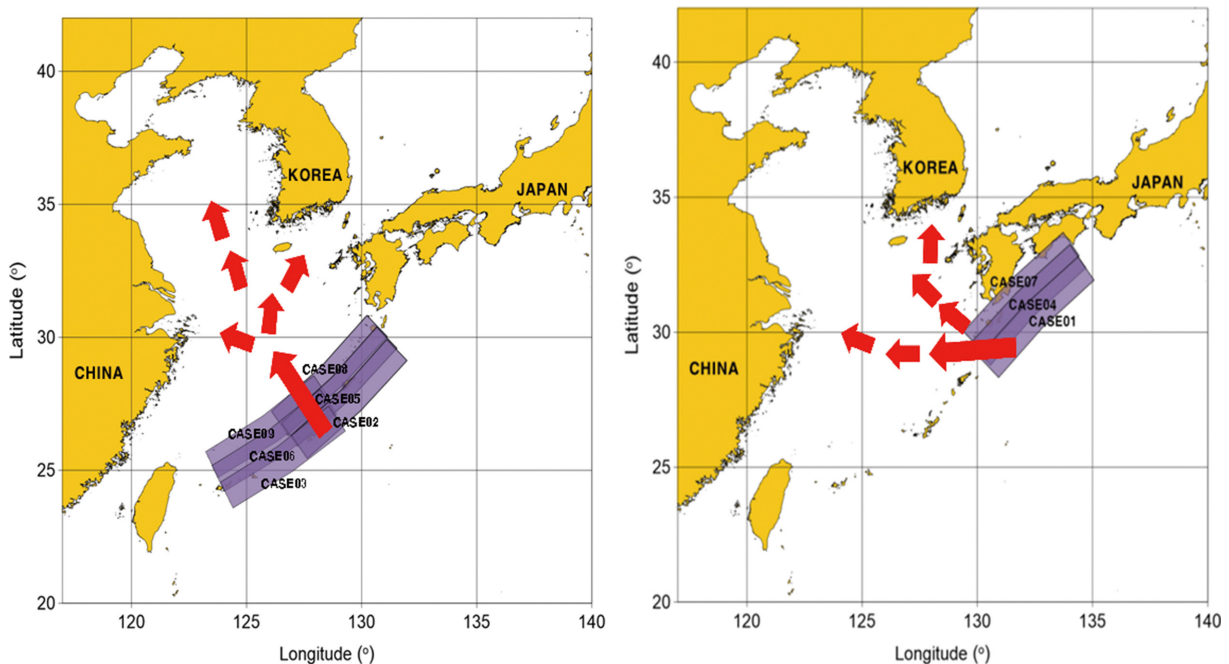 40
35
30
25
20
120
125
130
135
140
Latitude (°)
Longitude (°)
KOREA
JAPAN
CHINA
CASE08
CASE05
CASE02
CASE09
CASE06
CASE03
40
35
30
25
20
120
125
130
135
140
Latitude (°)
Longitude (°)
KOREA
JAPAN
CHINA
CASE07
CASE04
CASE01